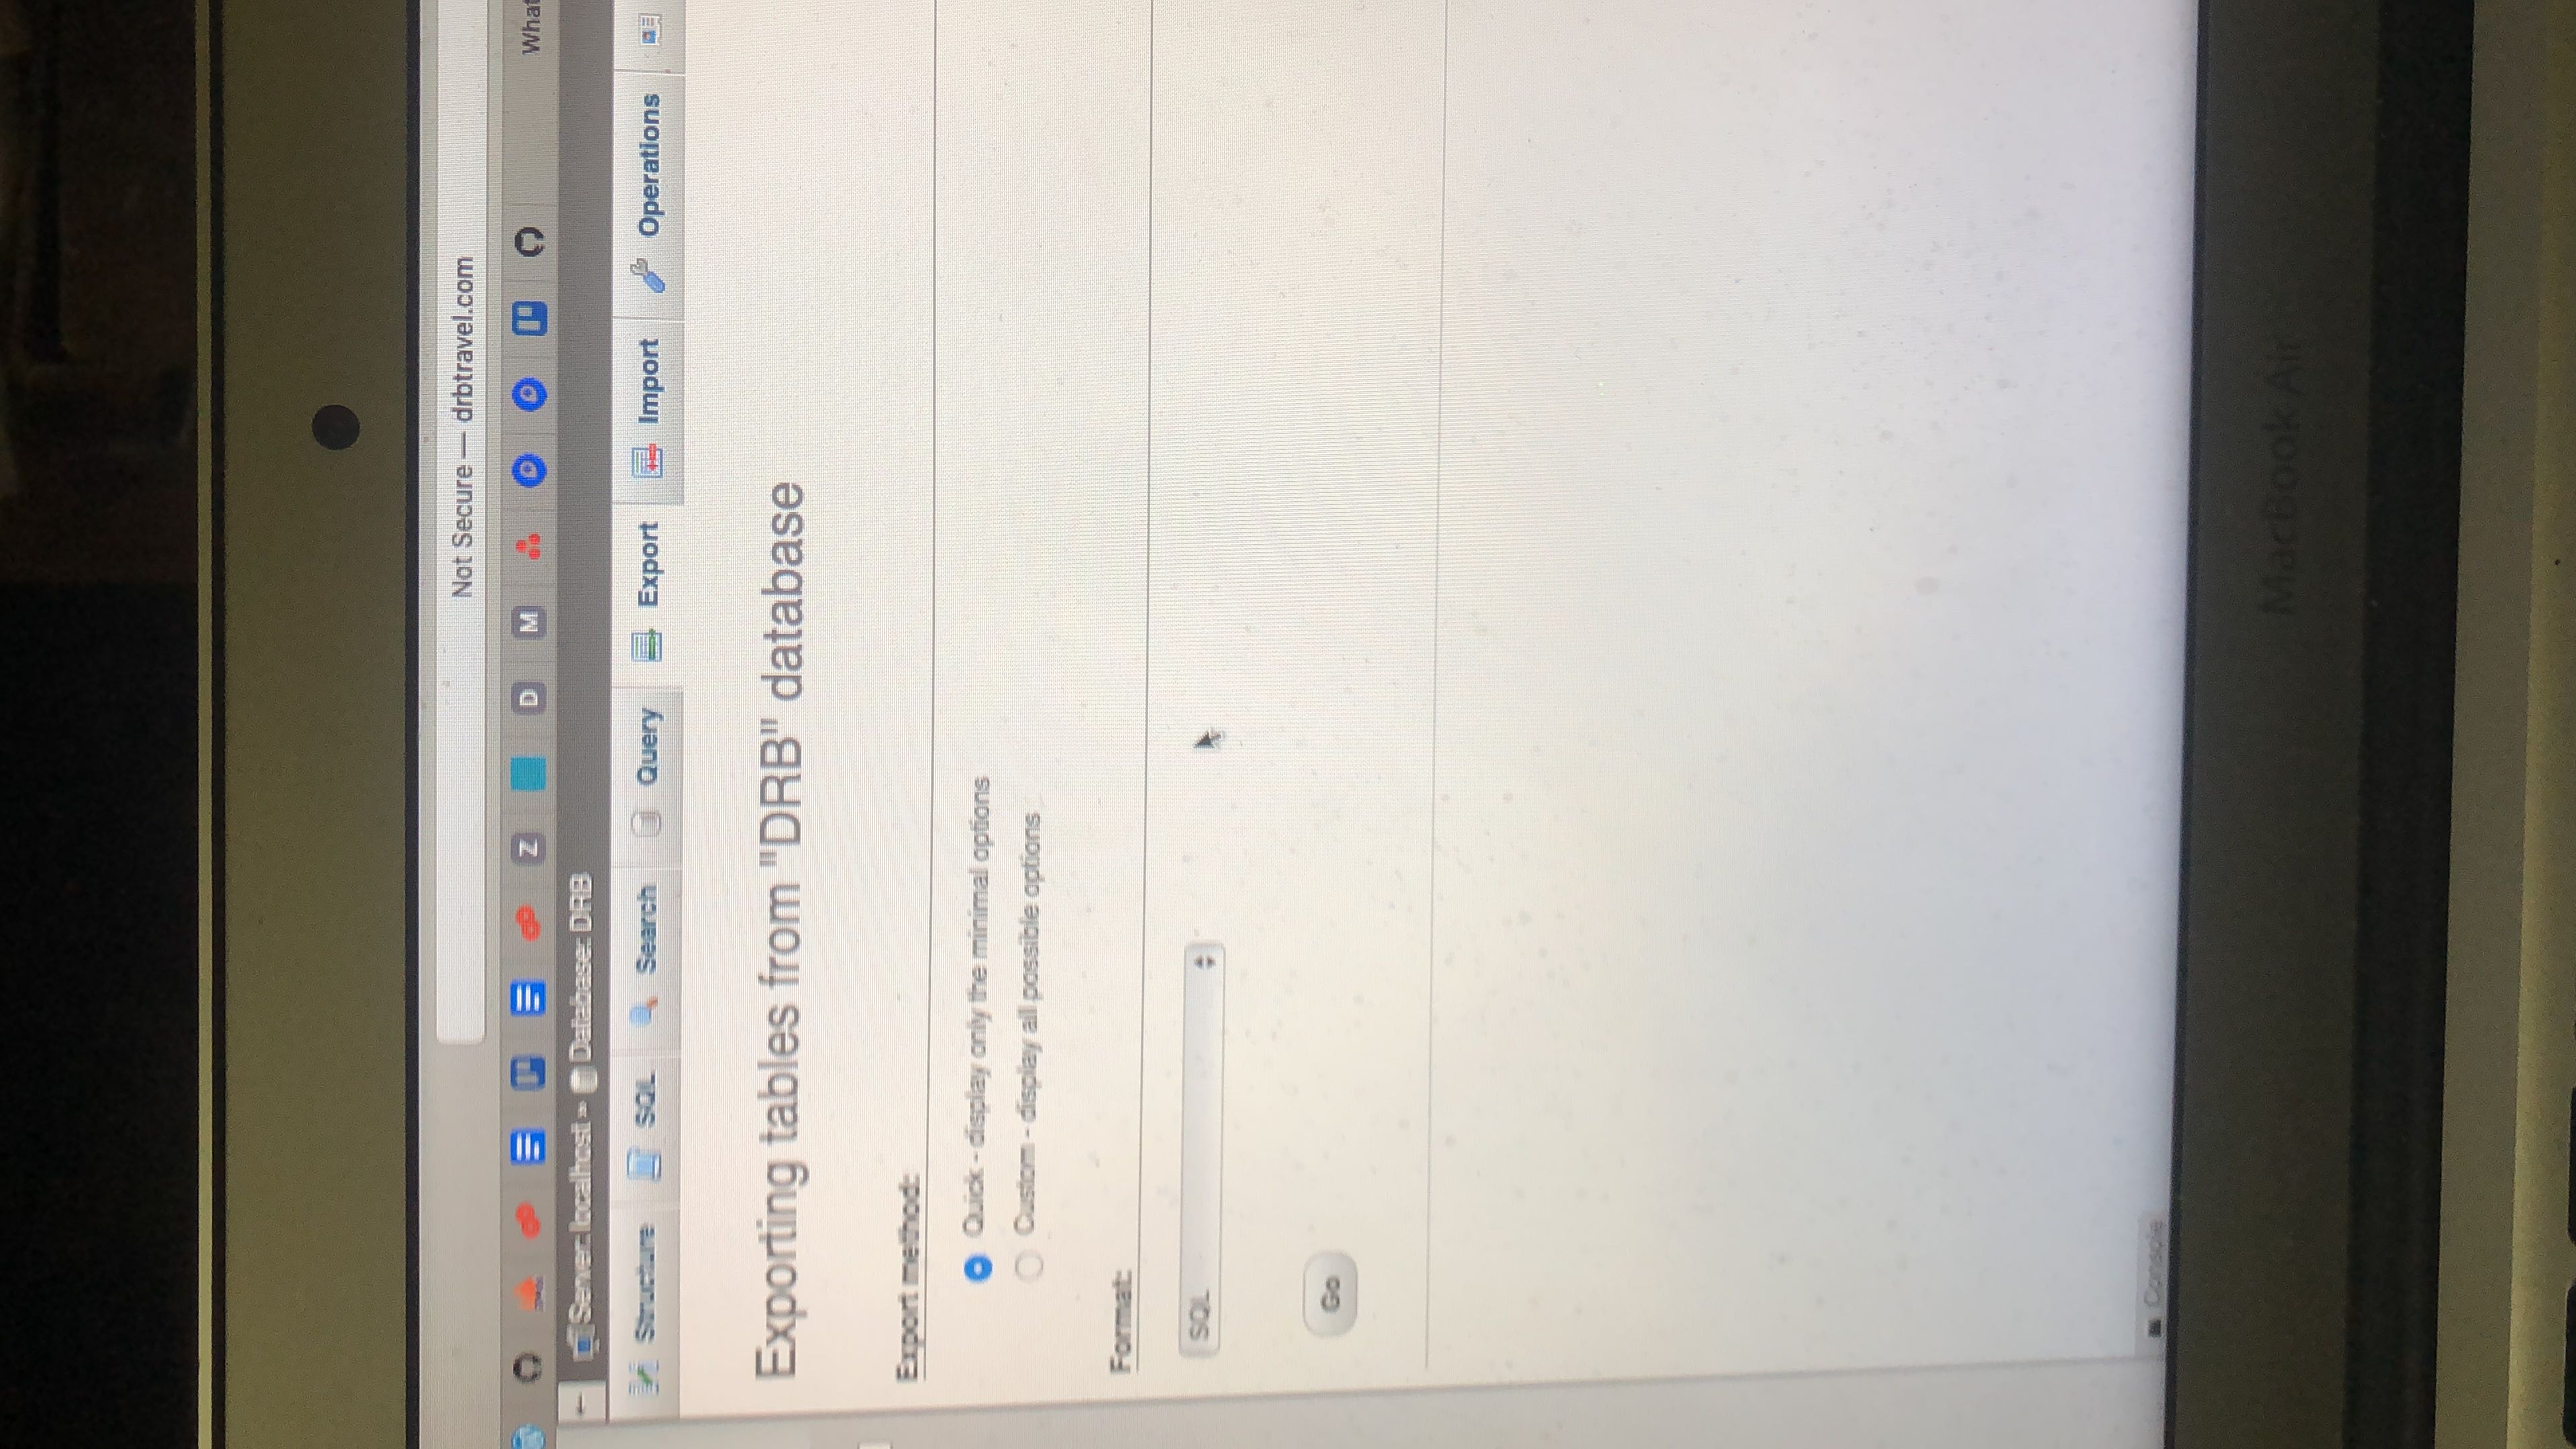 Not Secure — drbtravel.com
Z D M What
Server: localhost » Database: DRB
Structure SQL Search Query Export Import Operations
Exporting tables from "DRB" database
Export method:
Quick - display only the minimal options
Custom - display all possible options
Format:
SQL
Go
Console
MacBook Air